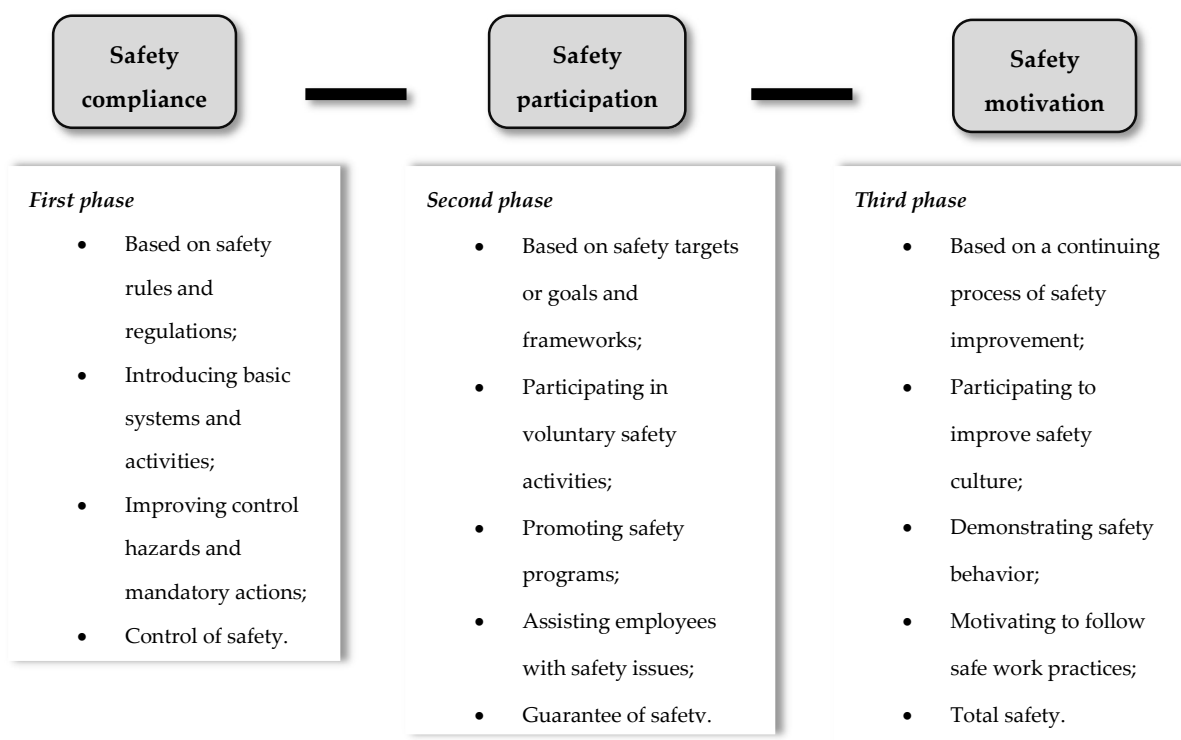 Safety
compliance
Safety
participation
Safety
motivation
First phase
• Based on safety
rules and
regulations;
• Introducing basic
systems and
activities;
• Improving control
hazards and
mandatory actions;
• Control of safety.
Second phase
• Based on safety targets
or goals and
frameworks;
• Participating in
voluntary safety
activities;
• Promoting safety
programs;
• Assisting employees
with safety issues;
• Guarantee of safety.
Third phase
• Based on a continuing
process of safety
improvement;
• Participating to
improve safety
culture;
• Demonstrating safety
behavior;
• Motivating to follow
safe work practices;
• Total safety.